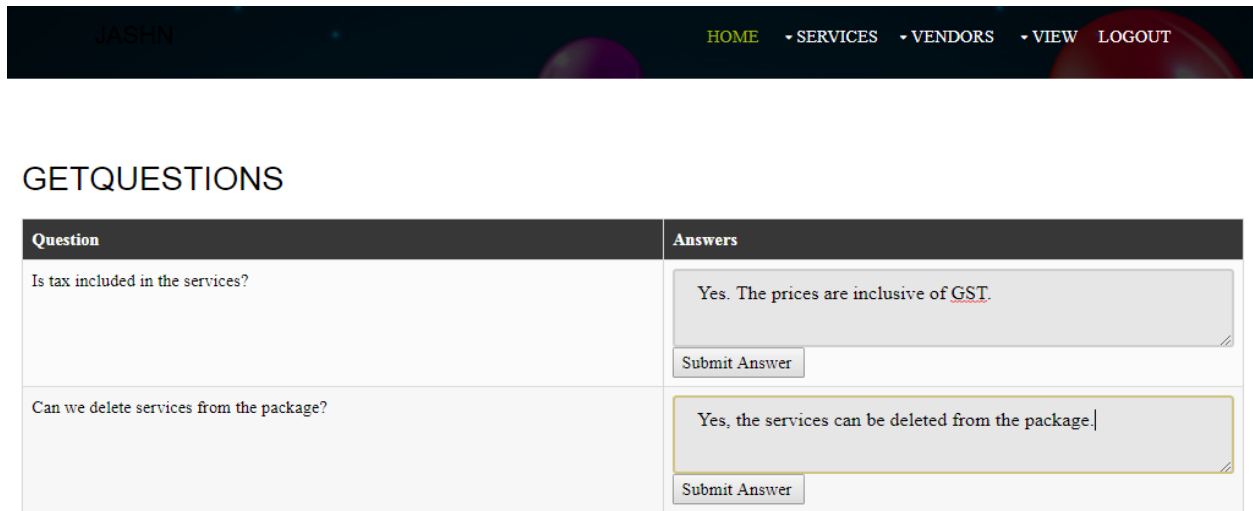 JASHN HOME SERVICES VENDORS VIEW LOGOUT
GETQUESTIONS
Question Answers
Is tax included in the services? Yes. The prices are inclusive of GST.
Submit Answer
Can we delete services from the package? Yes, the services can be deleted from the package.
Submit Answer